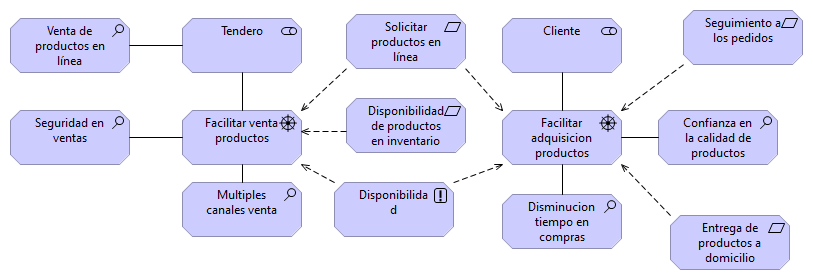 Venta de
productos en
línea
Tendero
Solicitar
productos en
línea
Cliente
Seguimiento a
los pedidos
Seguridad en
ventas
Facilitar venta
productos
Disponibilidad
de productos
en inventario
Facilitar
adquisicion
productos
Confianza en
la calidad de
productos
Multiples
canales venta
Disponibilida
d
Disminucion
tiempo en
compras
Entrega de
productos a
domicilio